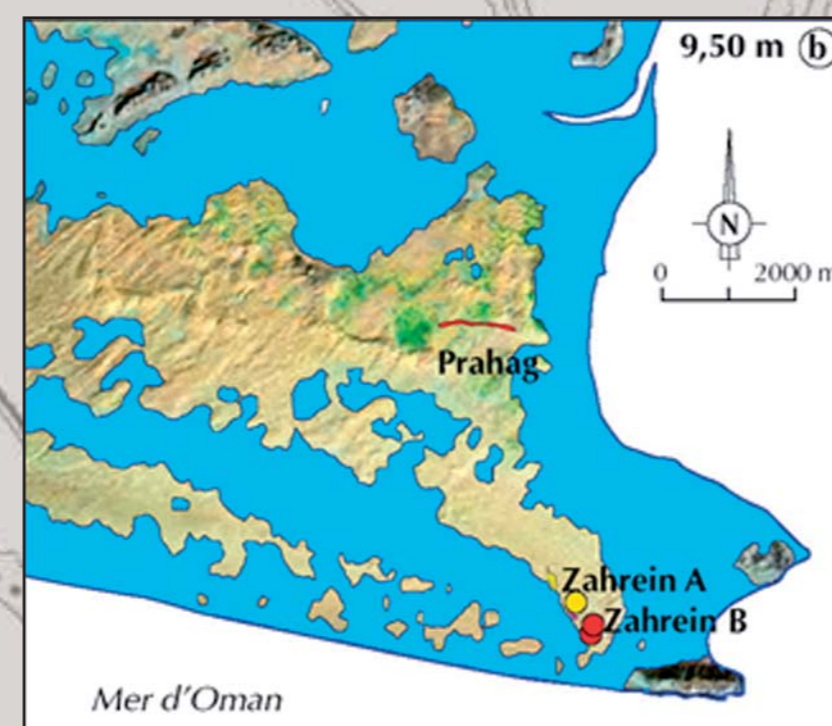 9,50 m b
N
0 2000 m
Prahag
Zahrein A
Zahrein B
Mer d'Oman